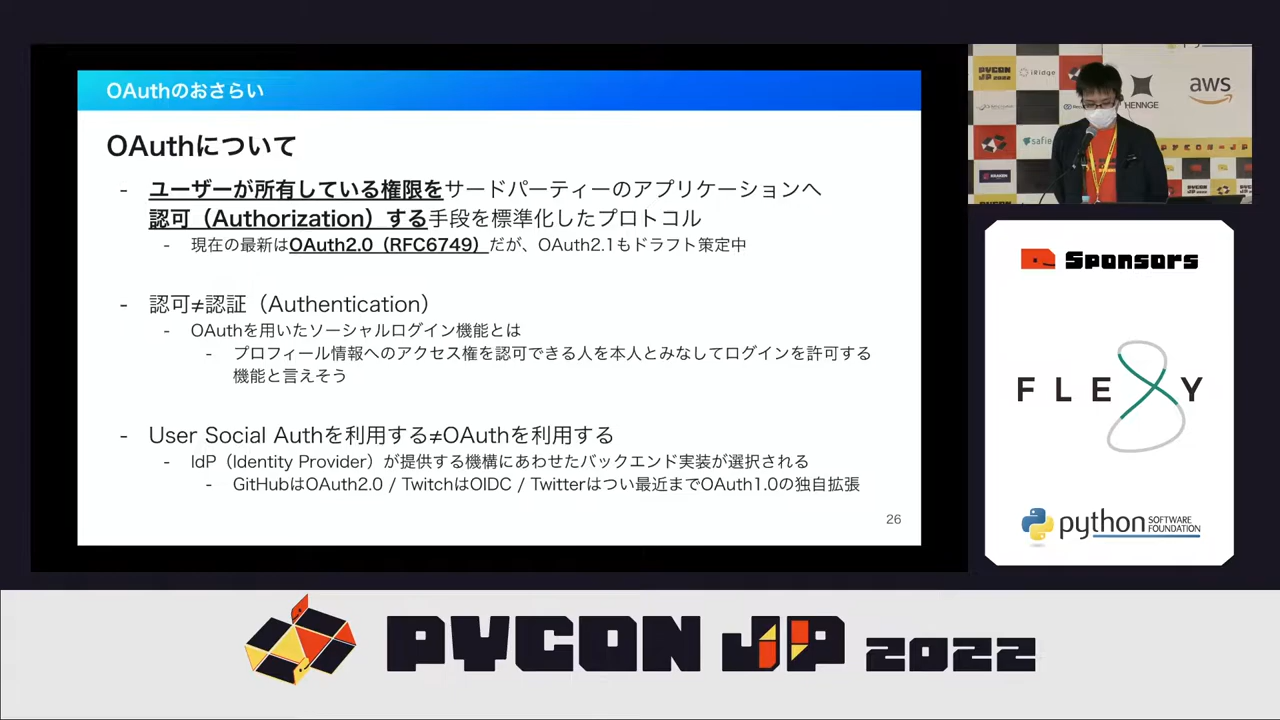 OAuthのおさらい
OAuthについて
- ユーザーが所有している権限をサードパーティーのアプリケーションへ
認可（Authorization）する手段を標準化したプロトコル
- 現在の最新はOAuth2.0（RFC6749）だが、OAuth2.1もドラフト策定中
- 認可≠認証（Authentication）
- OAuthを用いたソーシャルログイン機能とは
- プロフィール情報へのアクセス権を認可できる人を本人とみなしてログインを許可する
機能と言えそう
- User Social Authを利用する≠OAuthを利用する
- IdP（Identity Provider）が提供する機構にあわせたバックエンド実装が選択される
- GitHubはOAuth2.0 / TwitchはOIDC / Twitterはつい最近までOAuth1.0の独自拡張
26
PYCON
JP 2022
iRidge
HENNGE
aws
safie
Sponsors
FLEXY
python
SOFTWARE
FOUNDATION
PYCON JP 2022